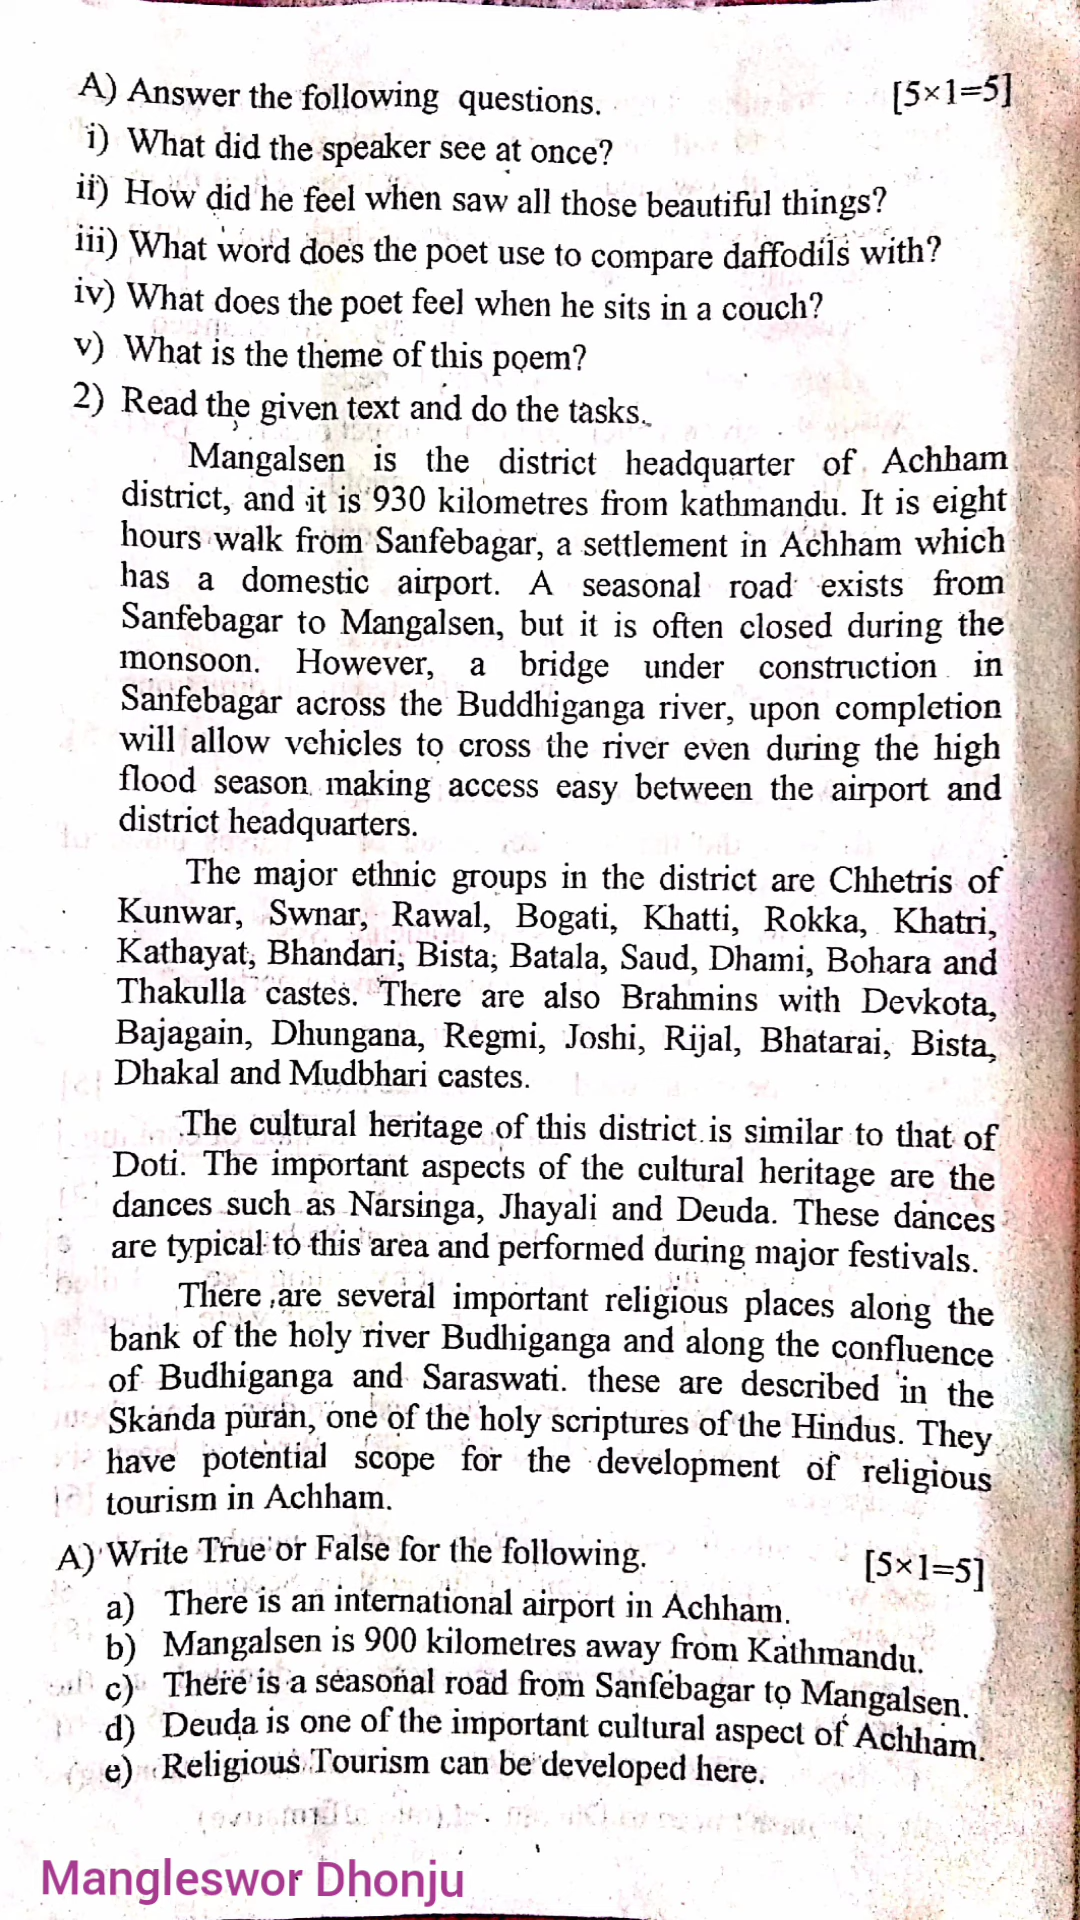 A) Answer the following questions. [5×1=5]
i) What did the speaker see at once?
ii) How did he feel when saw all those beautiful things?
iii) What word does the poet use to compare daffodils with?
iv) What does the poet feel when he sits in a couch?
v) What is the theme of this poem?
2) Read the given text and do the tasks.
Mangalsen is the district headquarter of Achham
district, and it is 930 kilometres from kathmandu. It is eight
hours walk from Sanfebagar, a settlement in Achham which
has a domestic airport. A seasonal road exists from
Sanfebagar to Mangalsen, but it is often closed during the
monsoon. However, a bridge under construction in
Sanfebagar across the Buddhiganga river, upon completion
will allow vehicles to cross the river even during the high
flood season making access easy between the airport and
district headquarters.
The major ethnic groups in the district are Chhetris of
Kunwar, Swnar, Rawal, Bogati, Khatti, Rokka, Khatri,
Kathayat, Bhandari, Bista, Batala, Saud, Dhami, Bohara and
Thakulla castes. There are also Brahmins with Devkota,
Bajagain, Dhungana, Regmi, Joshi, Rijal, Bhatarai, Bista,
Dhakal and Mudbhari castes.
The cultural heritage of this district is similar to that of
Doti. The important aspects of the cultural heritage are the
dances such as Narsinga, Jhayali and Deuda. These dances
are typical to this area and performed during major festivals.
There are several important religious places along the
bank of the holy river Budhiganga and along the confluence
of Budhiganga and Saraswati. these are described in the
Skanda puran, one of the holy scriptures of the Hindus. They
have potential scope for the development of religious
tourism in Achham.
A) Write True or False for the following. [5×1=5]
a) There is an international airport in Achham.
b) Mangalsen is 900 kilometres away from Kathmandu.
c) There is a seasonal road from Sanfebagar to Mangalsen.
d) Deuda is one of the important cultural aspect of Achham.
e) Religious Tourism can be developed here.
Mangleswor Dhonju